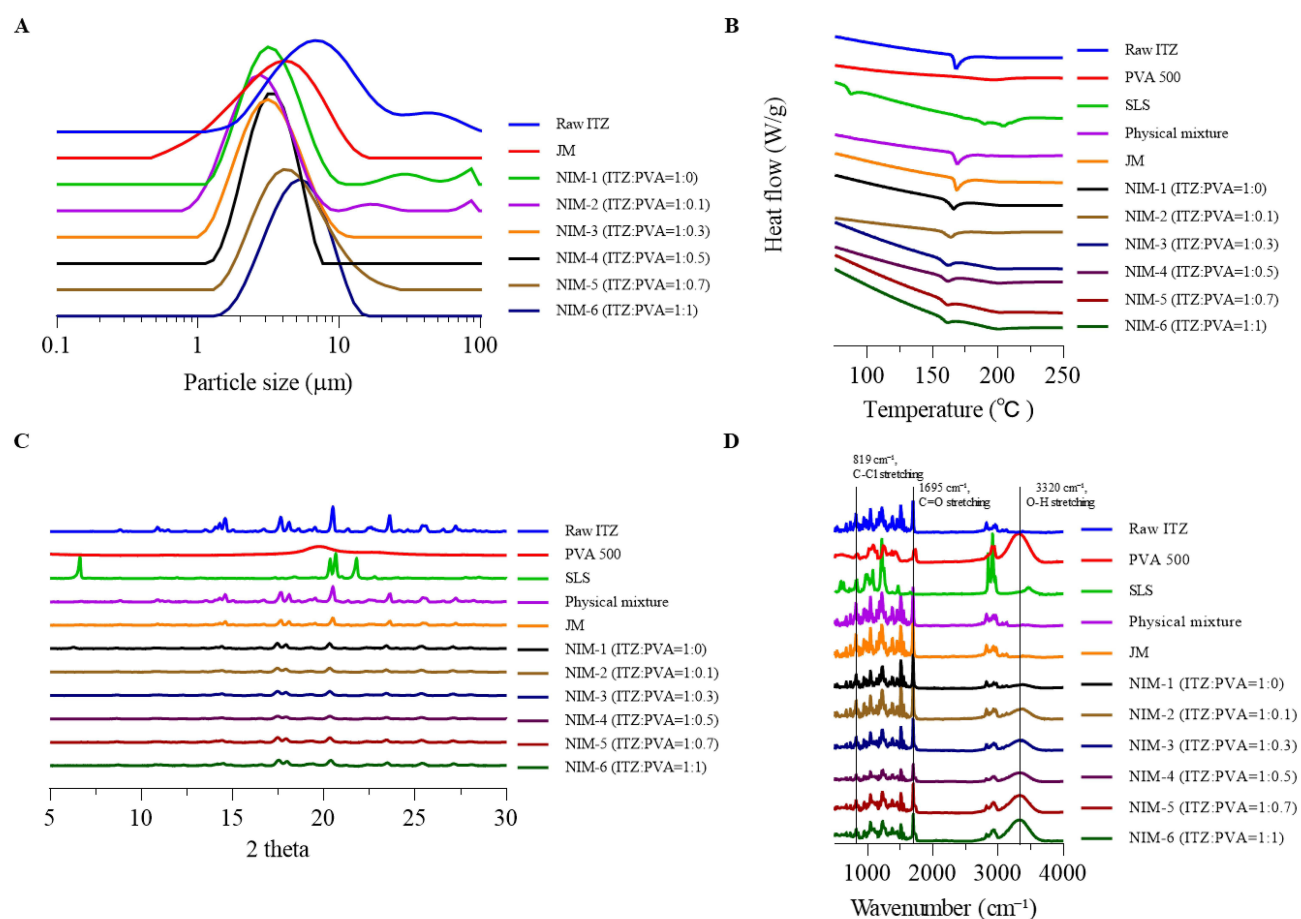 A
Raw ITZ
JM
NIM-1 (ITZ:PVA=1:0)
NIM-2 (ITZ:PVA=1:0.1)
NIM-3 (ITZ:PVA=1:0.3)
NIM-4 (ITZ:PVA=1:0.5)
NIM-5 (ITZ:PVA=1:0.7)
NIM-6 (ITZ:PVA=1:1)
0.1 1 10 100
Particle size (μm)
B
Heat flow (W/g)
Raw ITZ
PVA 500
SLS
Physical mixture
JM
NIM-1 (ITZ:PVA=1:0)
NIM-2 (ITZ:PVA=1:0.1)
NIM-3 (ITZ:PVA=1:0.3)
NIM-4 (ITZ:PVA=1:0.5)
NIM-5 (ITZ:PVA=1:0.7)
NIM-6 (ITZ:PVA=1:1)
100 150 200 250
Temperature (℃)
C
Raw ITZ
PVA 500
SLS
Physical mixture
JM
NIM-1 (ITZ:PVA=1:0)
NIM-2 (ITZ:PVA=1:0.1)
NIM-3 (ITZ:PVA=1:0.3)
NIM-4 (ITZ:PVA=1:0.5)
NIM-5 (ITZ:PVA=1:0.7)
NIM-6 (ITZ:PVA=1:1)
5 10 15 20 25 30
2 theta
D
819 cm⁻¹,
C-Cl stretching
1695 cm⁻¹,
C=O stretching
3320 cm⁻¹,
O-H stretching
Raw ITZ
PVA 500
SLS
Physical mixture
JM
NIM-1 (ITZ:PVA=1:0)
NIM-2 (ITZ:PVA=1:0.1)
NIM-3 (ITZ:PVA=1:0.3)
NIM-4 (ITZ:PVA=1:0.5)
NIM-5 (ITZ:PVA=1:0.7)
NIM-6 (ITZ:PVA=1:1)
1000 2000 3000 4000
Wavenumber (cm⁻¹)